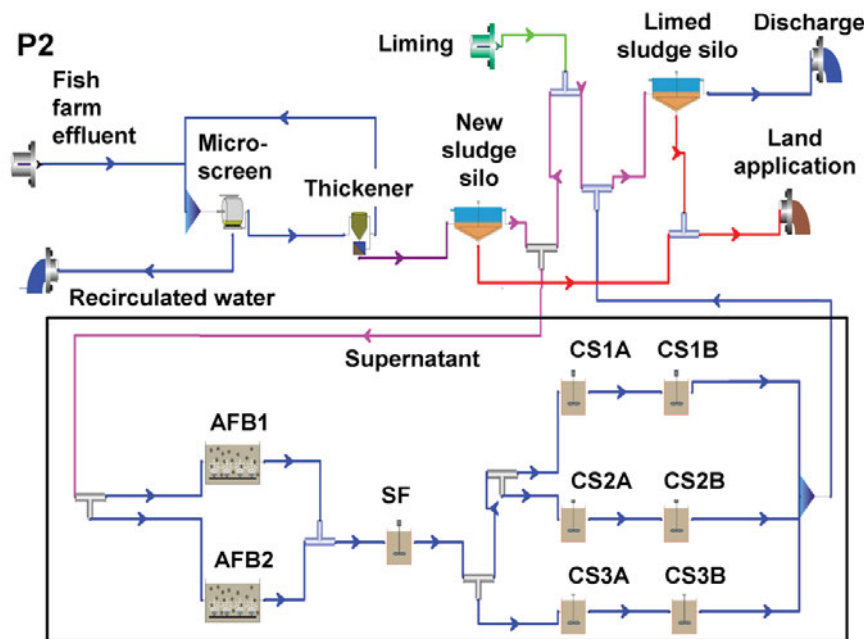 P2
Fish
farm
effluent
Micro-
screen
Thickener
Recirculated water
Liming
New
sludge
silo
Limed
sludge silo
Discharge
Land
application
Supernatant
AFB1
AFB2
SF
CS1A
CS1B
CS2A
CS2B
CS3A
CS3B